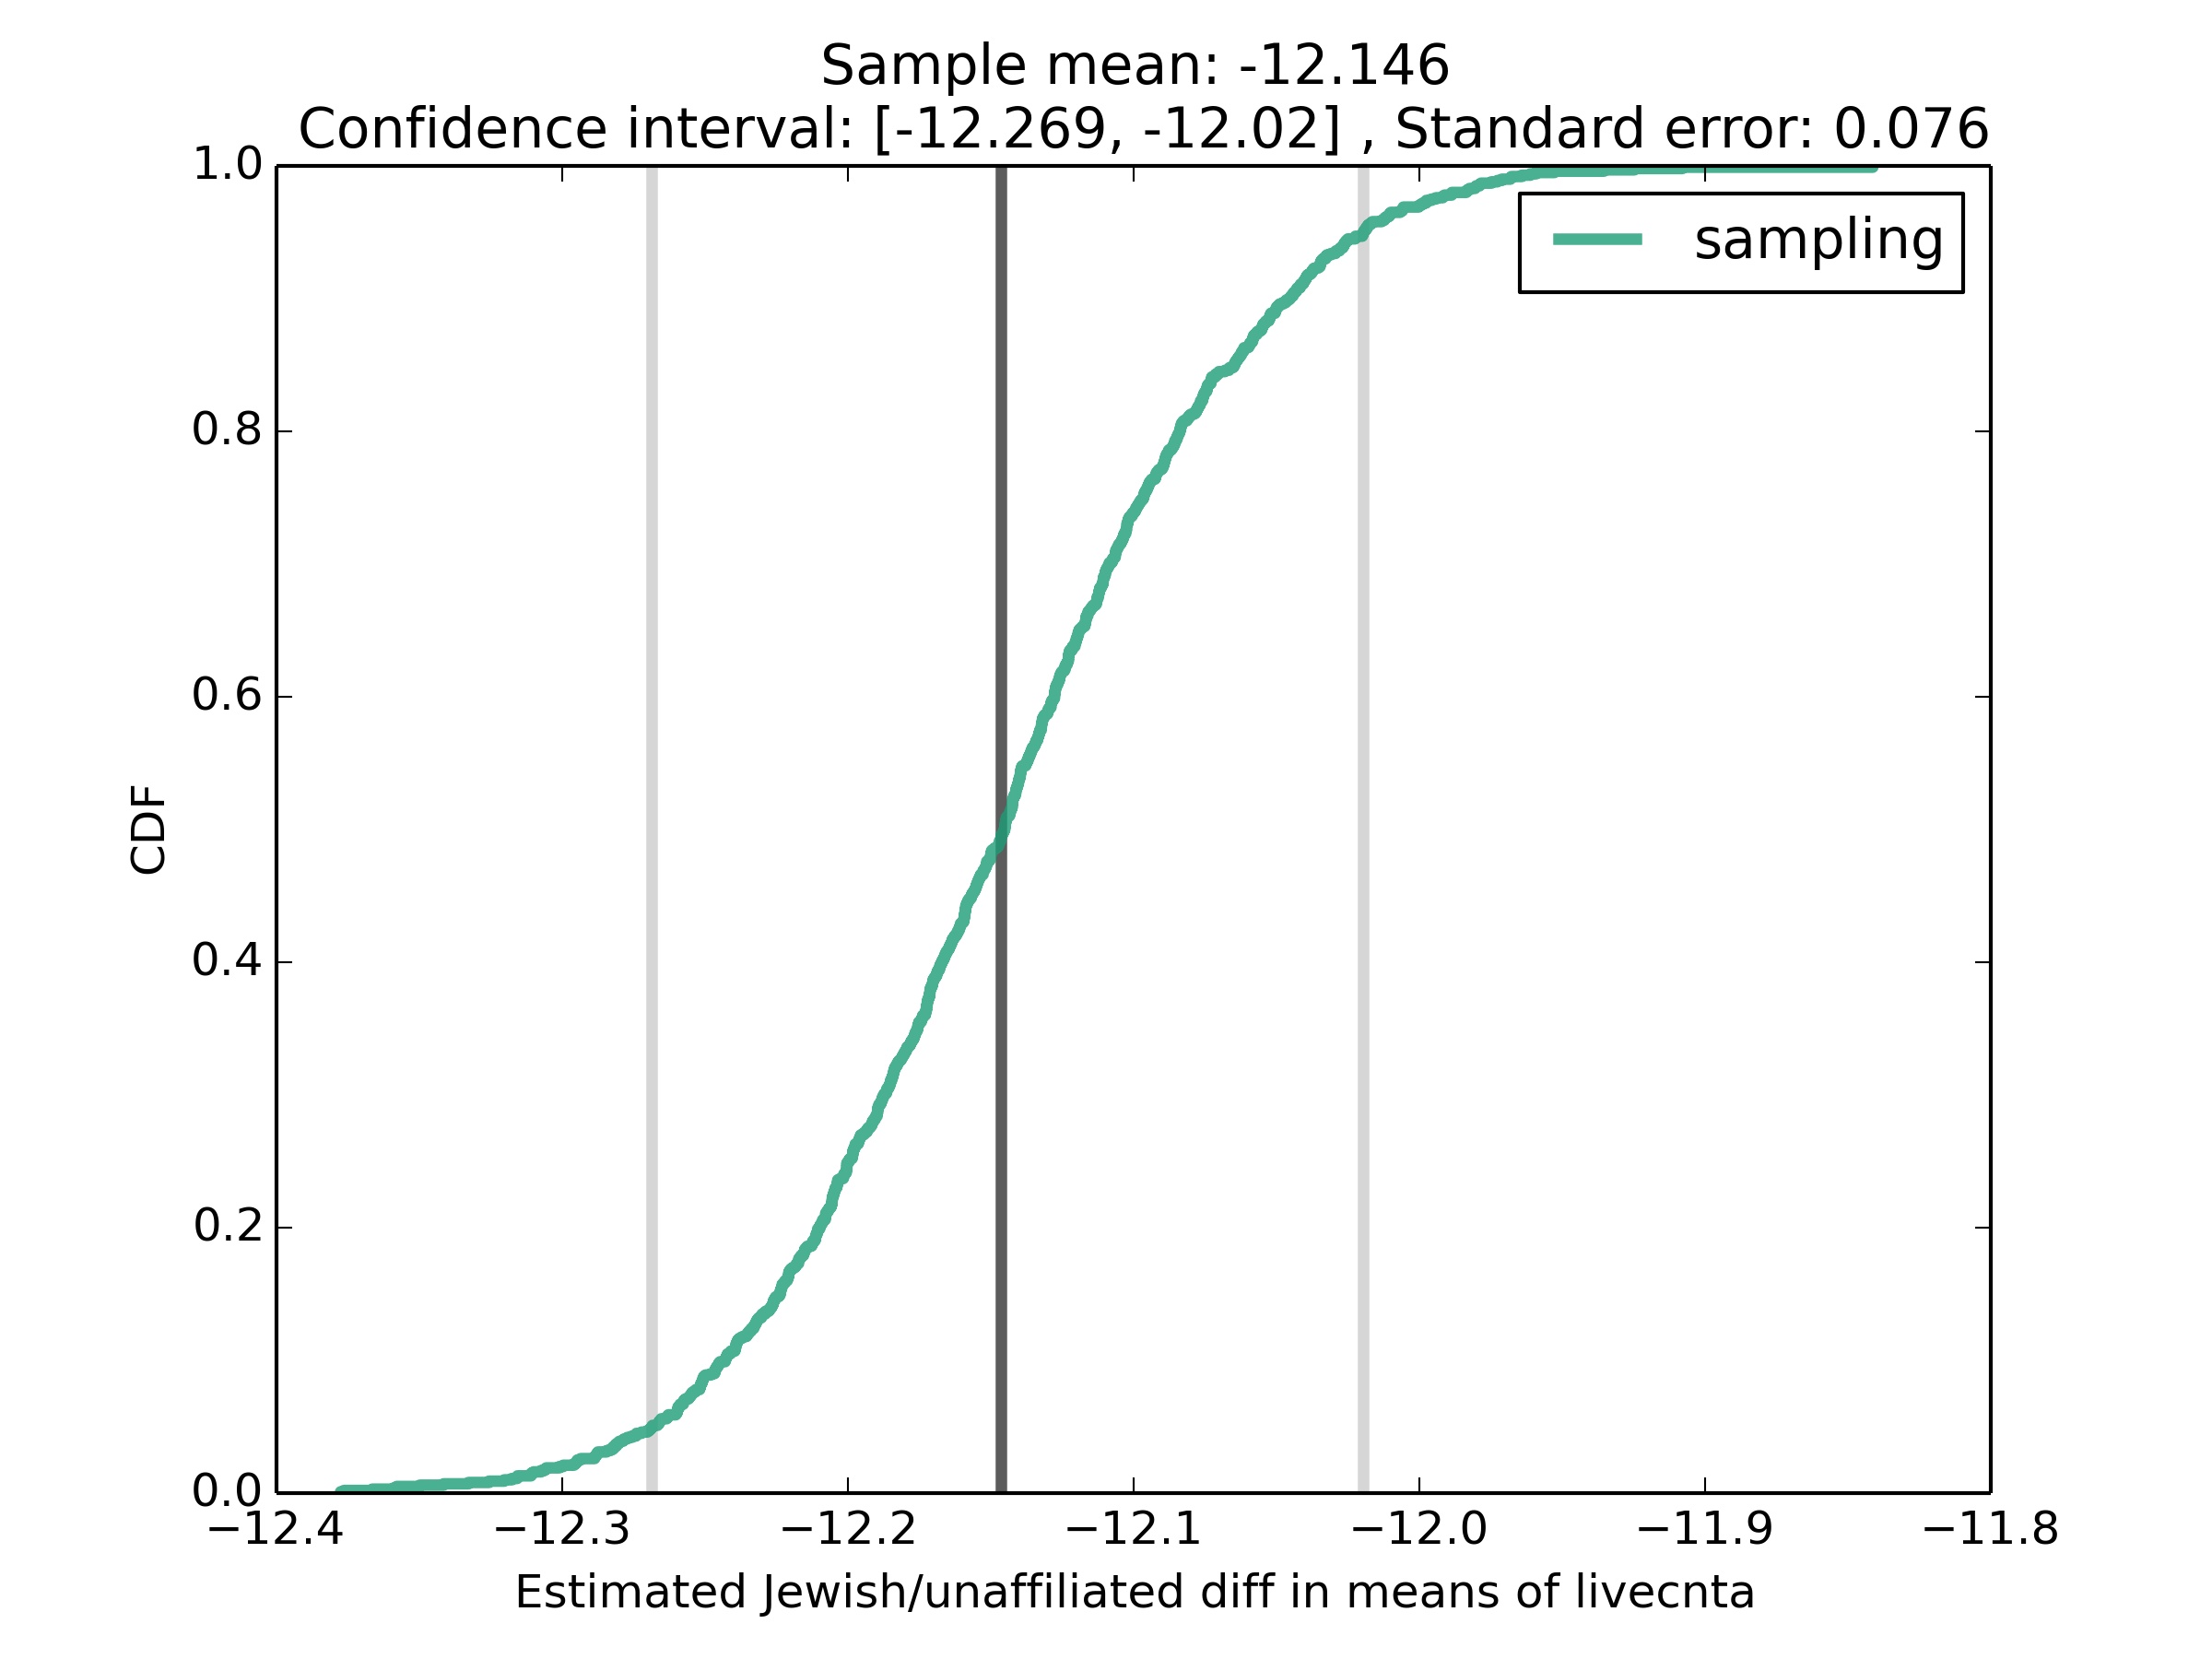 Sample mean: -12.146
Confidence interval: [-12.269, -12.02] , Standard error: 0.076
1.0
sampling
0.8
0.6
CDF
0.4
0.2
0.0
−12.4 −12.3 −12.2 −12.1 −12.0 −11.9 −11.8
Estimated Jewish/unaffiliated diff in means of livecnta